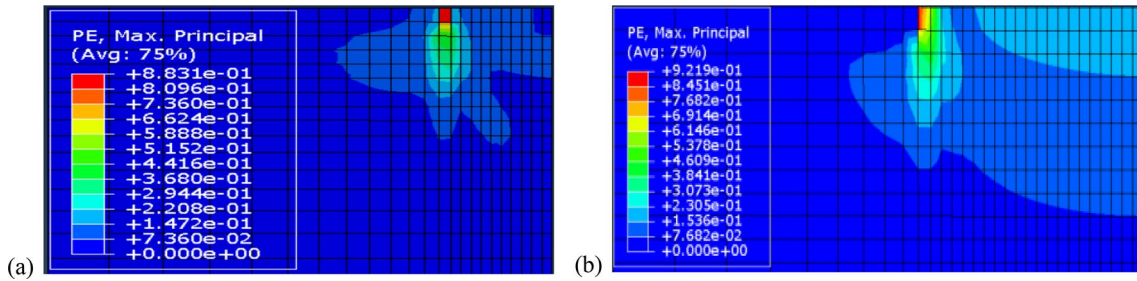 PE, Max. Principal
(Avg: 75%)
+8.831e-01
+8.096e-01
+7.360e-01
+6.624e-01
+5.888e-01
+5.152e-01
+4.416e-01
+3.680e-01
+2.944e-01
+2.208e-01
+1.472e-01
+7.360e-02
+0.000e+00
(a)
PE, Max. Principal
(Avg: 75%)
+9.219e-01
+8.451e-01
+7.682e-01
+6.914e-01
+6.146e-01
+5.378e-01
+4.609e-01
+3.841e-01
+3.073e-01
+2.305e-01
+1.536e-01
+7.682e-02
+0.000e+00
(b)